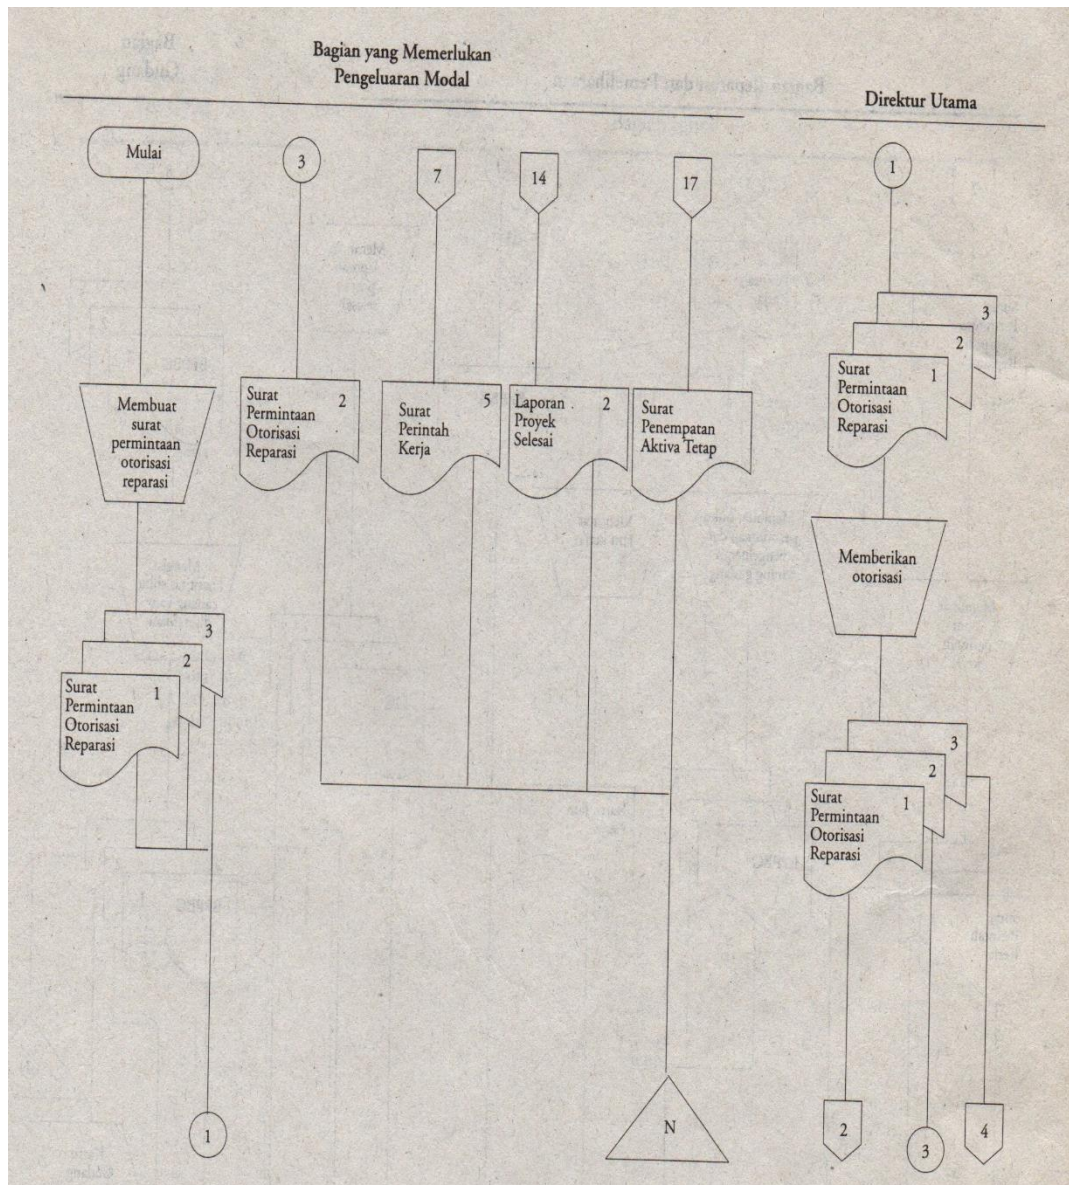 Bagian yang Memerlukan
Pengeluaran Modal
Direktur Utama
Mulai
3
7
14
17
1
Membuat
surat
permintaan
otorisasi
reparasi
Surat 2
Permintaan
Otorisasi
Reparasi
Surat 5
Perintah
Kerja
Laporan 2
Proyek
Selesai
Surat
Penempatan
Aktiva Tetap
3
2
Surat 1
Permintaan
Otorisasi
Reparasi
Memberikan
otorisasi
3
2
Surat 1
Permintaan
Otorisasi
Reparasi
3
2
Surat 1
Permintaan
Otorisasi
Reparasi
1
N
2
3
4